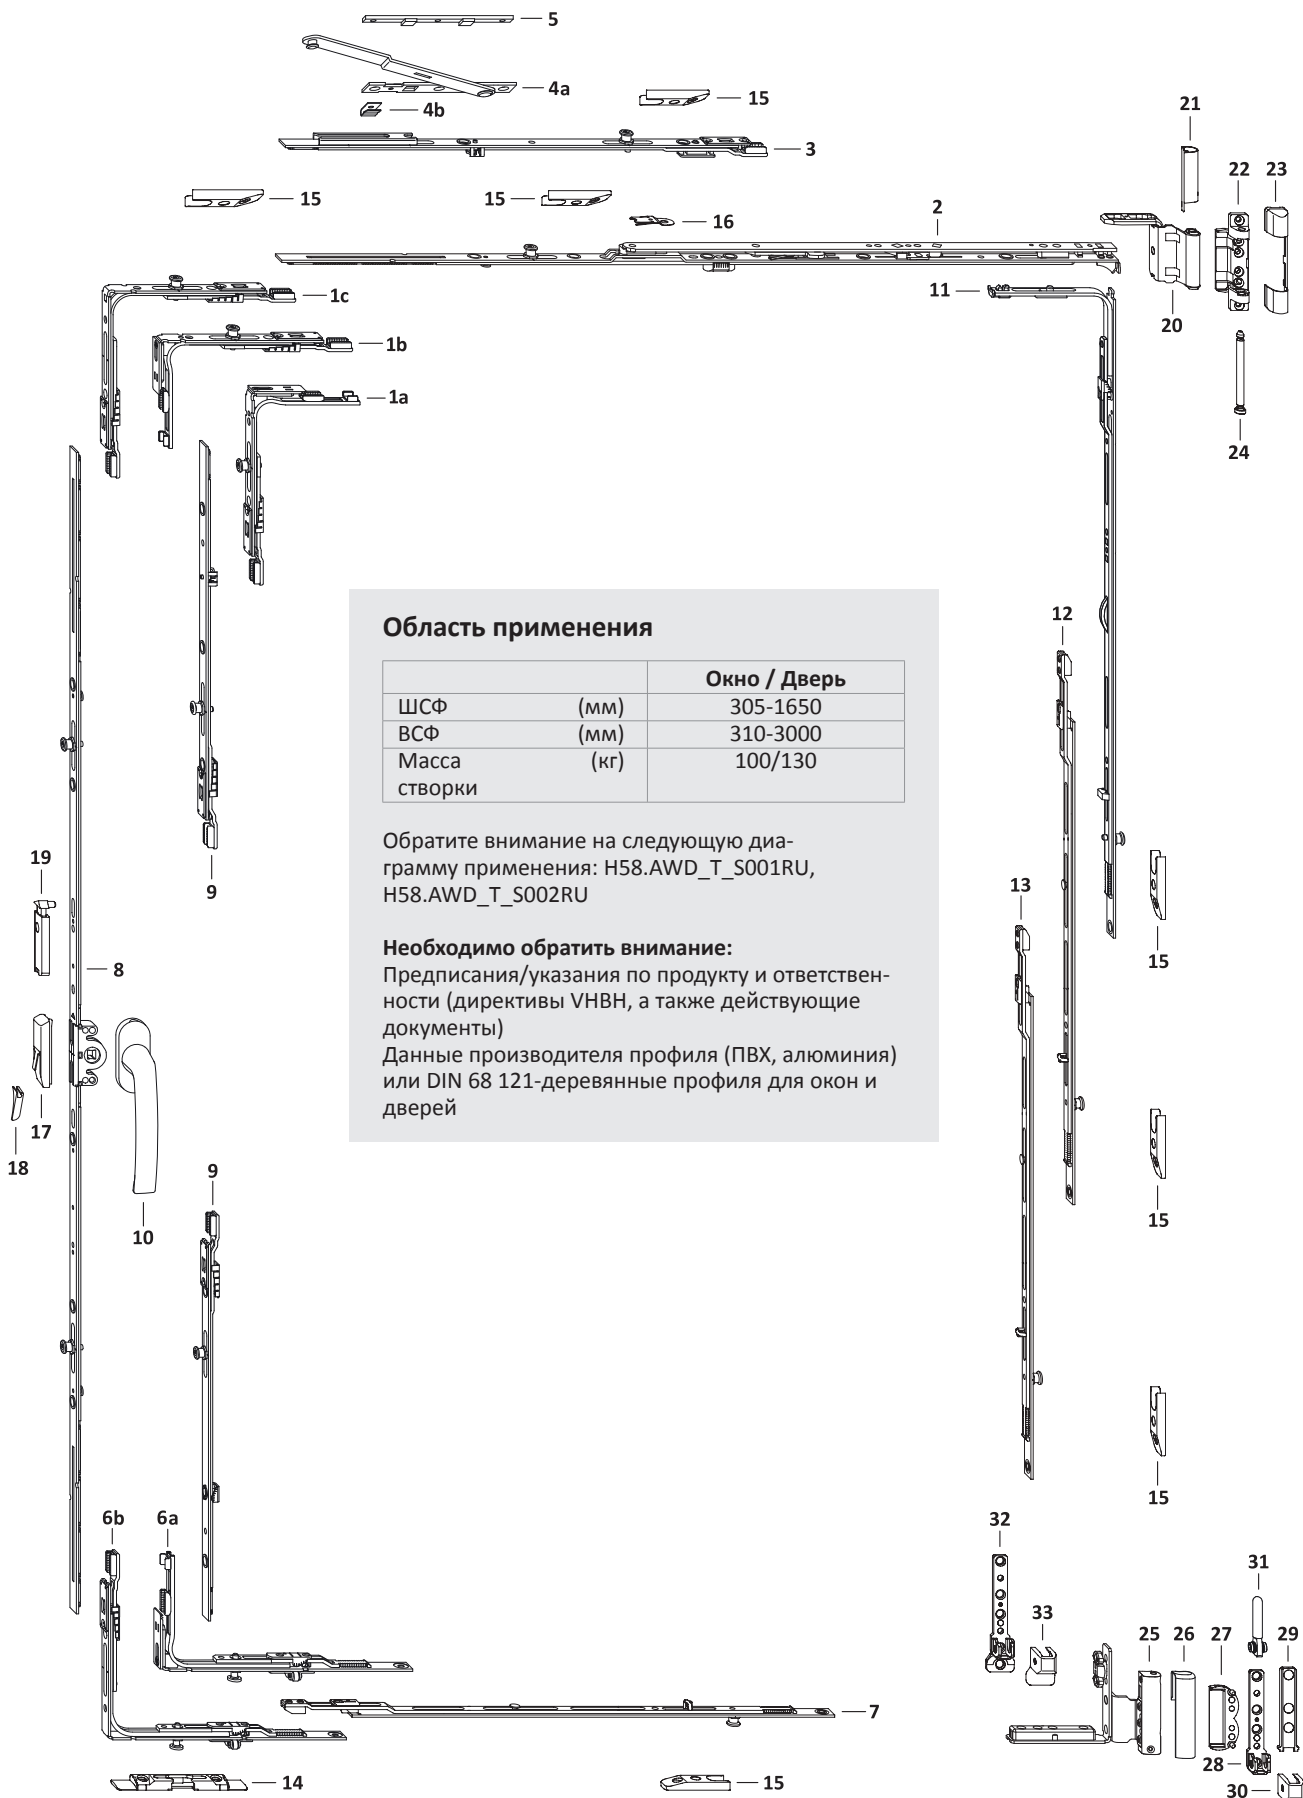 5
4a
4b
15
3
21
22
23
15
15
16
2
1c
11
20
1b
1a
24
Область применения
12
Окно / Дверь
ШСФ (мм) 305-1650
ВСФ (мм) 310-3000
Масса (кг) 100/130
створки
Обратите внимание на следующую диа-
грамму применения: H58.AWD_T_S001RU,
H58.AWD_T_S002RU
19
9
13
Необходимо обратить внимание:
8
15
Предписания/указания по продукту и ответствен-
ности (директивы VHBH, а также действующие
документы)
Данные производителя профиля (ПВХ, алюминия)
или DIN 68 121-деревянные профиля для окон и
дверей
17
18
9
10
15
15
6b
6a
32
31
33
25
26
27
29
7
28
14
15
30